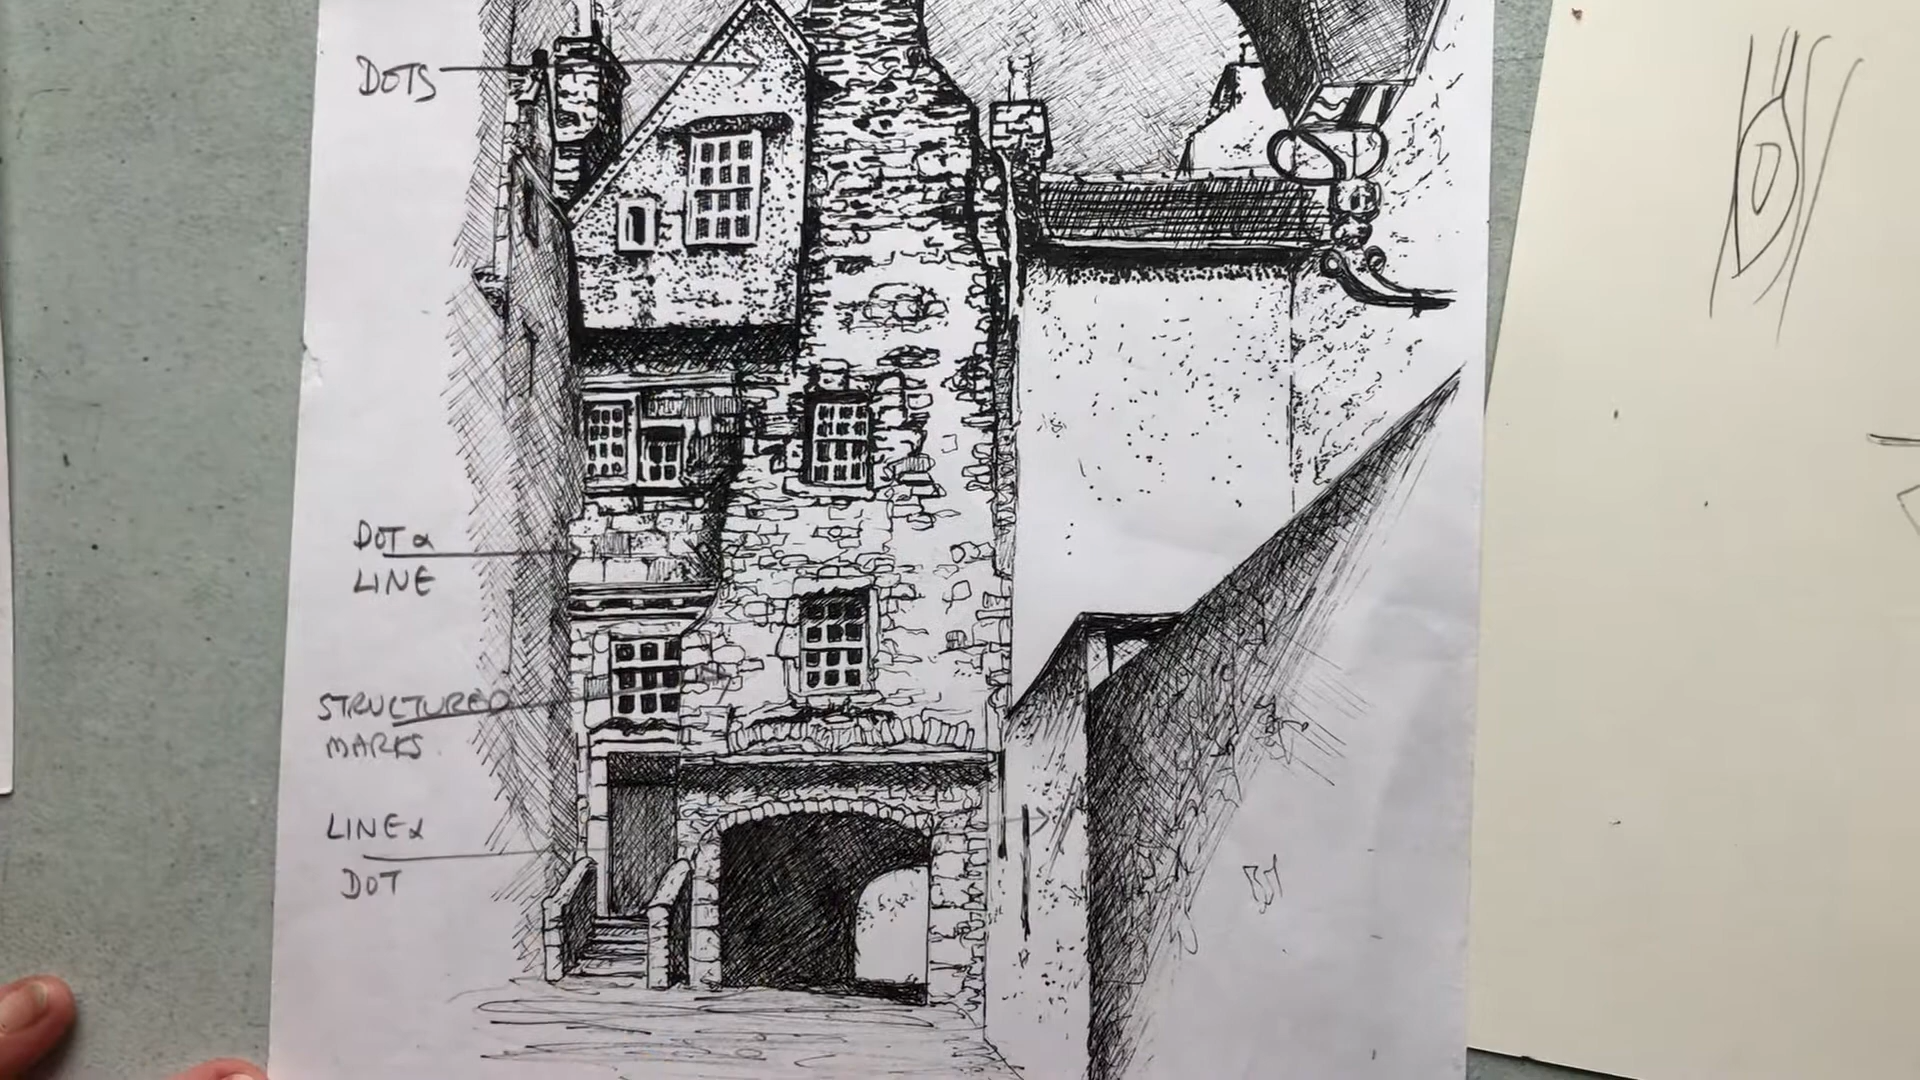 DOTS
DOT &
LINE
STRUCTURED
MARKS
LINE &
DOT